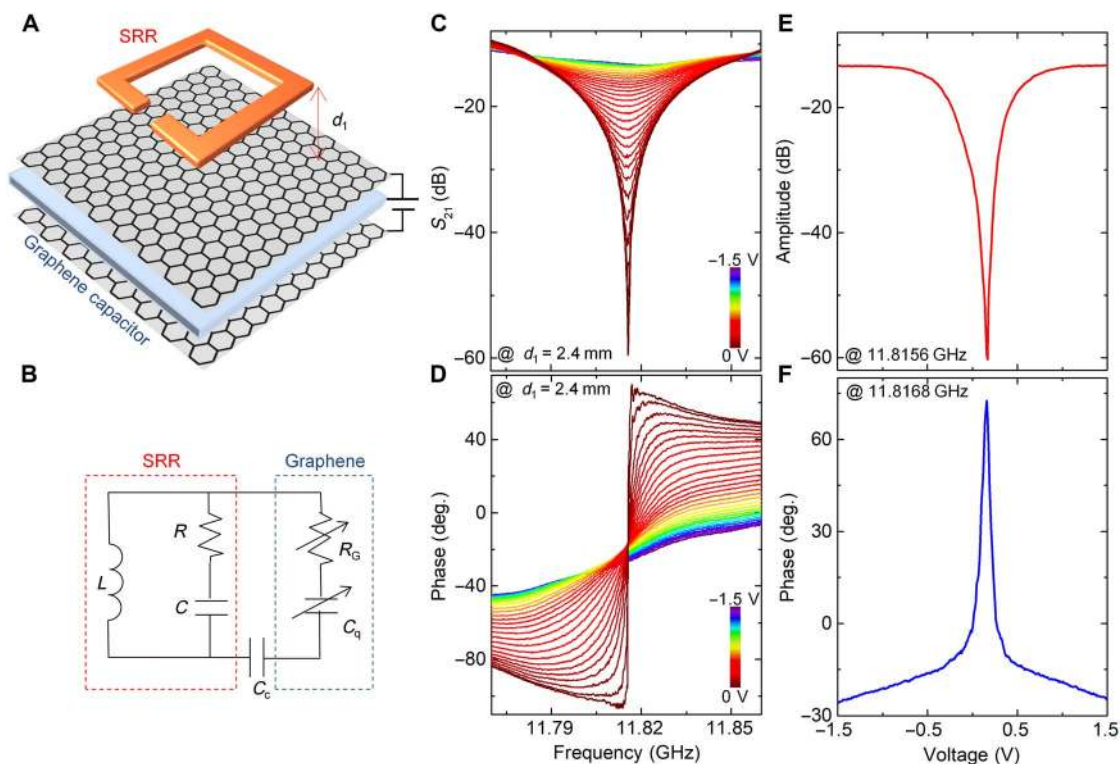 A
SRR
d1
Graphene capacitor
B
SRR
Graphene
R
L
C
RG
Cq
Cc
C
S21 (dB)
−20
−40
−60
−1.5 V
0 V
@ d1 = 2.4 mm
D
@ d1 = 2.4 mm
Phase (deg.)
40
0
−40
−80
−1.5 V
0 V
11.79
11.82
11.85
Frequency (GHz)
E
Amplitude (dB)
−20
−40
−60
@ 11.8156 GHz
F
@ 11.8168 GHz
Phase (deg.)
60
30
0
−30
−1.5
−0.5
0.5
1.5
Voltage (V)